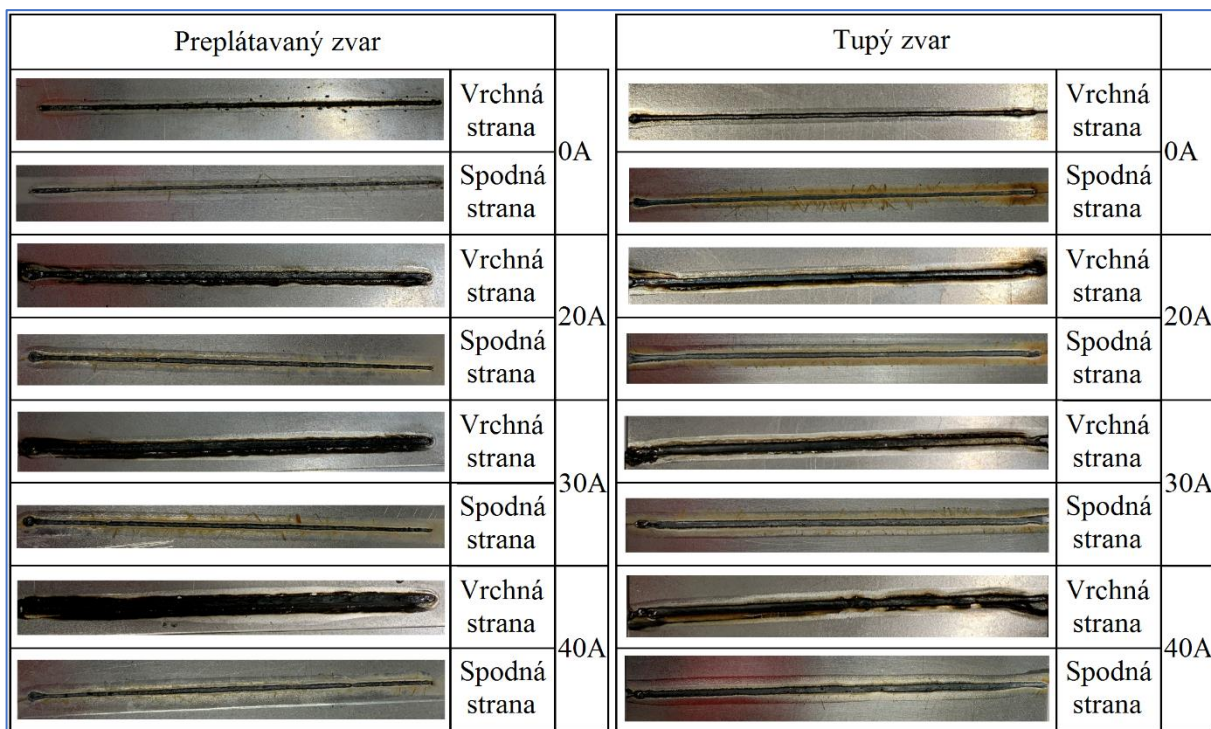 Preplátavaný zvar
Vrchná
strana
0A
Spodná
strana
Vrchná
strana
20A
Spodná
strana
Vrchná
strana
30A
Spodná
strana
Vrchná
strana
40A
Spodná
strana
Tupý zvar
Vrchná
strana
0A
Spodná
strana
Vrchná
strana
20A
Spodná
strana
Vrchná
strana
30A
Spodná
strana
Vrchná
strana
40A
Spodná
strana